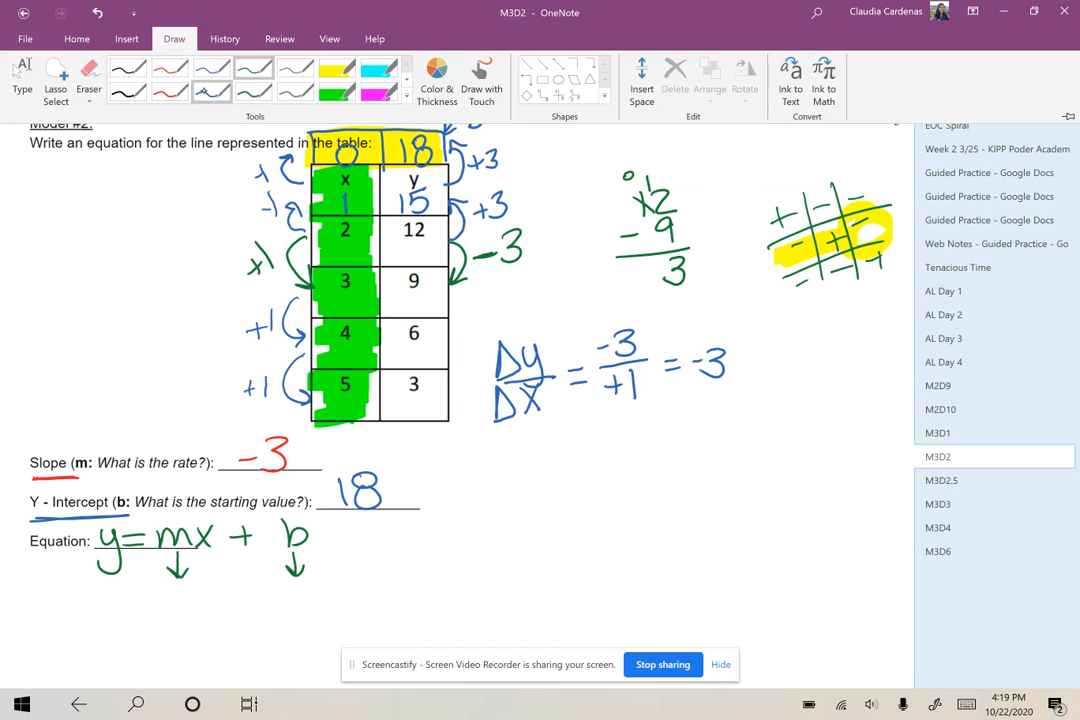 M3D2 - OneNote
Claudia Cardenas
File Home Insert Draw History Review View Help
Type
Lasso Select
Eraser
Color & Thickness
Draw with Touch
Insert Space
Delete
Arrange
Rotate
Ink to Text
Ink to Math
Tools
Shapes
Edit
Convert
Model #2:
Write an equation for the line represented in the table:
0 18
+3
x y
1 15
-1
+3
2 12
-3
3 9
+1
4 6
+1
5 3
12
- 9
3
+ - -
- + -
- - +
Δy/Δx = -3/+1 = -3
Slope (m: What is the rate?): -3
Y - Intercept (b: What is the starting value?): 18
Equation: y = mx + b
EOC Spiral
Week 2 3/25 - KIPP Poder Academ
Guided Practice - Google Docs
Guided Practice - Google Docs
Guided Practice - Google Docs
Web Notes - Guided Practice - Go
Tenacious Time
AL Day 1
AL Day 2
AL Day 3
AL Day 4
M2D9
M2D10
M3D1
M3D2
M3D2.5
M3D3
M3D4
M3D6
Screencastify - Screen Video Recorder is sharing your screen.
Stop sharing
Hide
4:19 PM
10/22/2020
2